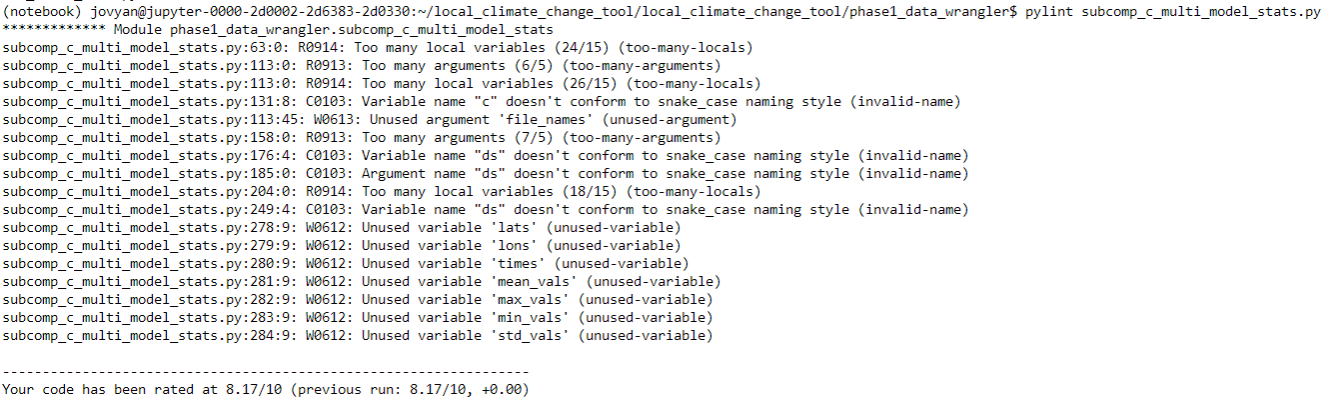 (notebook) jovyan@jupyter-0000-2d0002-2d6383-2d0330:~/local_climate_change_tool/local_climate_change_tool/phase1_data_wrangler$ pylint subcomp_c_multi_model_stats.py
************* Module phase1_data_wrangler.subcomp_c_multi_model_stats
subcomp_c_multi_model_stats.py:63:0: R0914: Too many local variables (24/15) (too-many-locals)
subcomp_c_multi_model_stats.py:113:0: R0913: Too many arguments (6/5) (too-many-arguments)
subcomp_c_multi_model_stats.py:113:0: R0914: Too many local variables (26/15) (too-many-locals)
subcomp_c_multi_model_stats.py:131:8: C0103: Variable name "c" doesn't conform to snake_case naming style (invalid-name)
subcomp_c_multi_model_stats.py:113:45: W0613: Unused argument 'file_names' (unused-argument)
subcomp_c_multi_model_stats.py:158:0: R0913: Too many arguments (7/5) (too-many-arguments)
subcomp_c_multi_model_stats.py:176:4: C0103: Variable name "ds" doesn't conform to snake_case naming style (invalid-name)
subcomp_c_multi_model_stats.py:185:0: C0103: Argument name "ds" doesn't conform to snake_case naming style (invalid-name)
subcomp_c_multi_model_stats.py:204:0: R0914: Too many local variables (18/15) (too-many-locals)
subcomp_c_multi_model_stats.py:249:4: C0103: Variable name "ds" doesn't conform to snake_case naming style (invalid-name)
subcomp_c_multi_model_stats.py:278:9: W0612: Unused variable 'lats' (unused-variable)
subcomp_c_multi_model_stats.py:279:9: W0612: Unused variable 'lons' (unused-variable)
subcomp_c_multi_model_stats.py:280:9: W0612: Unused variable 'times' (unused-variable)
subcomp_c_multi_model_stats.py:281:9: W0612: Unused variable 'mean_vals' (unused-variable)
subcomp_c_multi_model_stats.py:282:9: W0612: Unused variable 'max_vals' (unused-variable)
subcomp_c_multi_model_stats.py:283:9: W0612: Unused variable 'min_vals' (unused-variable)
subcomp_c_multi_model_stats.py:284:9: W0612: Unused variable 'std_vals' (unused-variable)
------------------------------------------------------------------
Your code has been rated at 8.17/10 (previous run: 8.17/10, +0.00)